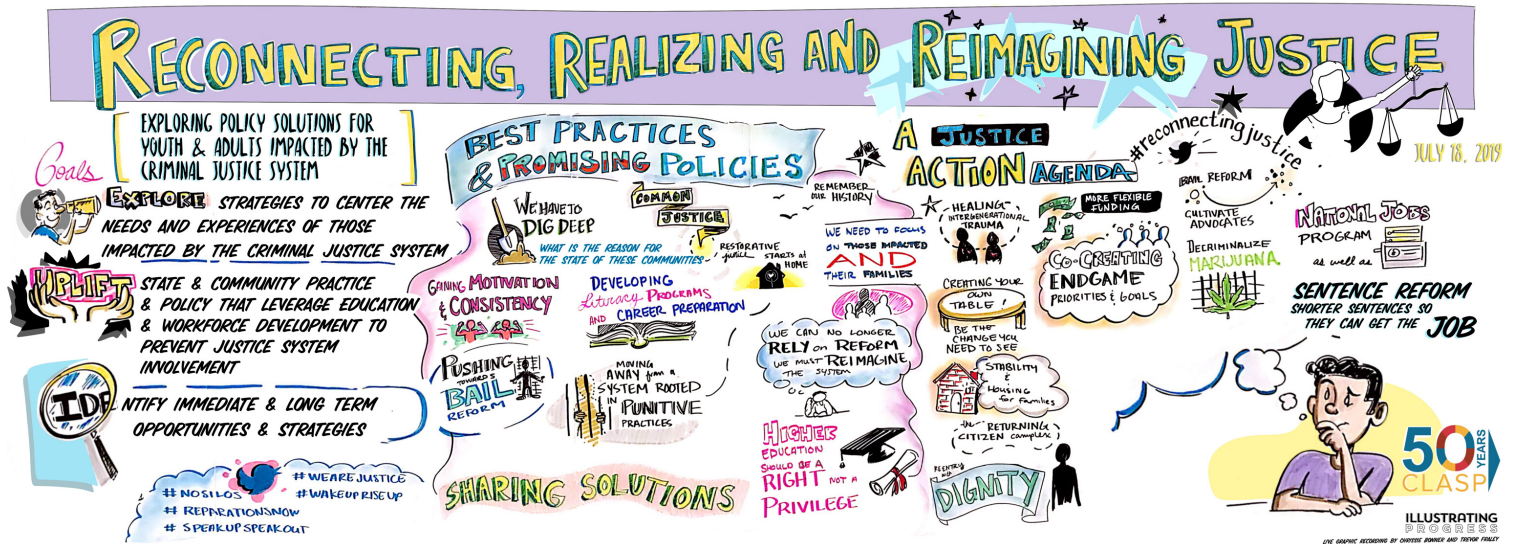 RECONNECTING, REALIZING AND REIMAGINING JUSTICE
JULY 18, 2019
EXPLORING POLICY SOLUTIONS FOR
YOUTH & ADULTS IMPACTED BY THE
CRIMINAL JUSTICE SYSTEM
Goals
EXPLORE STRATEGIES TO CENTER THE
NEEDS AND EXPERIENCES OF THOSE
IMPACTED BY THE CRIMINAL JUSTICE SYSTEM
UPLIFT STATE & COMMUNITY PRACTICE
& POLICY THAT LEVERAGE EDUCATION
& WORKFORCE DEVELOPMENT TO
PREVENT JUSTICE SYSTEM
INVOLVEMENT
IDENTIFY IMMEDIATE & LONG TERM
OPPORTUNITIES & STRATEGIES
#NOSILOS
#REPARATIONSNOW
#SPEAKUPSPEAKOUT
#WEAREJUSTICE
#WAKEUPRISEUP
BEST PRACTICES
& PROMISING POLICIES
WE HAVE TO
DIG DEEP
WHAT IS THE REASON FOR
THE STATE OF THESE COMMUNITIES
COMMON
JUSTICE
RESTORATIVE
justice STARTS at
HOME
GAINING MOTIVATION
& CONSISTENCY
DEVELOPING
Literacy PROGRAMS
AND CAREER PREPARATION
PUSHING
TOWARDS
BAIL
REFORM
MOVING
AWAY from a
SYSTEM ROOTED
IN PUNITIVE
PRACTICES
SHARING SOLUTIONS
REMEMBER
OUR HISTORY
WE NEED TO FOCUS
ON THOSE IMPACTED
AND
THEIR FAMILIES
WE CAN NO LONGER
RELY on REFORM
WE MUST REIMAGINE
THE SYSTEM
HIGHER
EDUCATION
SHOULD BE A
RIGHT NOT A
PRIVILEGE
A JUSTICE
ACTION AGENDA
HEALING
INTERGENERATIONAL
TRAUMA
MORE FLEXIBLE
FUNDING
CREATING YOUR
OWN
TABLE!
BE THE
CHANGE YOU
NEED TO SEE
CO-CREATING
ENDGAME
PRIORITIES & GOALS
STABILITY
&
HOUSING
for Families
the RETURNING
CITIZEN campus
REENTRY
with
DIGNITY
#reconnectingjustice
BAIL REFORM
CULTIVATE
ADVOCATES
DECRIMINALIZE
MARIJUANA
NATIONAL JOBS
PROGRAM
as well as
SENTENCE REFORM
SHORTER SENTENCES SO
THEY CAN GET THE JOB
50 YEARS
CLASP
ILLUSTRATING
PROGRESS
LIVE GRAPHIC RECORDING BY CHRYSSIE BONNER AND TREVOR FRALEY